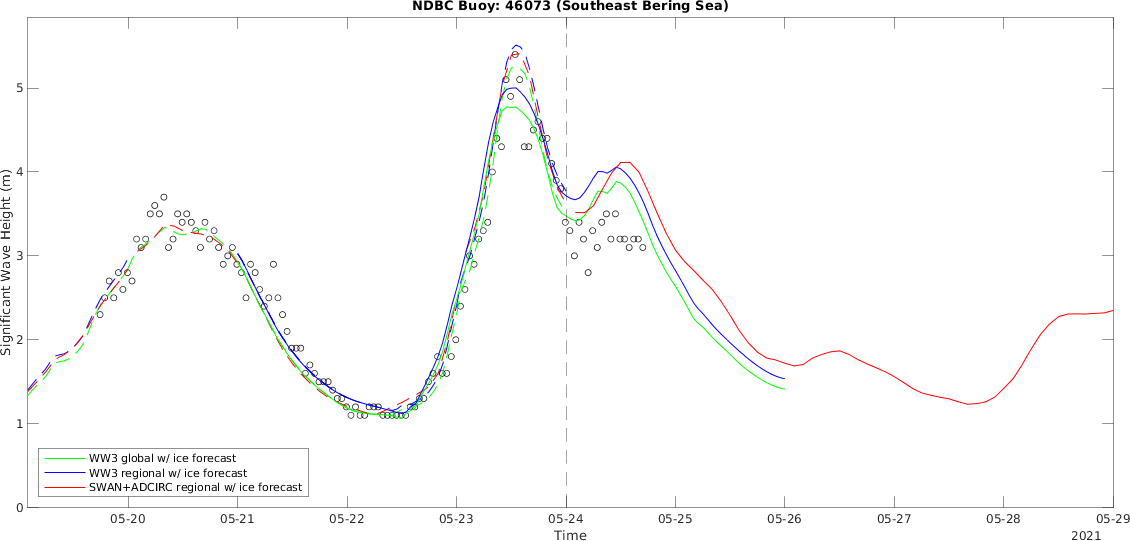 NDBC Buoy: 46073 (Southeast Bering Sea)
Significant Wave Height (m)
5
4
3
2
1
0
WW3 global w/ ice forecast
WW3 regional w/ ice forecast
SWAN+ADCIRC regional w/ ice forecast
05-20 05-21 05-22 05-23 05-24 05-25 05-26 05-27 05-28 05-29
Time 2021